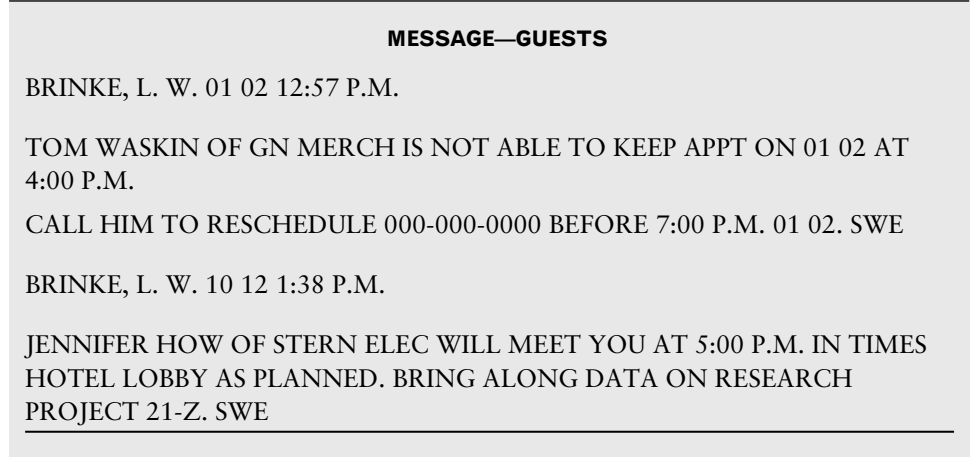 MESSAGE—GUESTS
BRINKE, L. W. 01 02 12:57 P.M.
TOM WASKIN OF GN MERCH IS NOT ABLE TO KEEP APPT ON 01 02 AT
4:00 P.M.
CALL HIM TO RESCHEDULE 000-000-0000 BEFORE 7:00 P.M. 01 02. SWE
BRINKE, L. W. 10 12 1:38 P.M.
JENNIFER HOW OF STERN ELEC WILL MEET YOU AT 5:00 P.M. IN TIMES
HOTEL LOBBY AS PLANNED. BRING ALONG DATA ON RESEARCH
PROJECT 21-Z. SWE